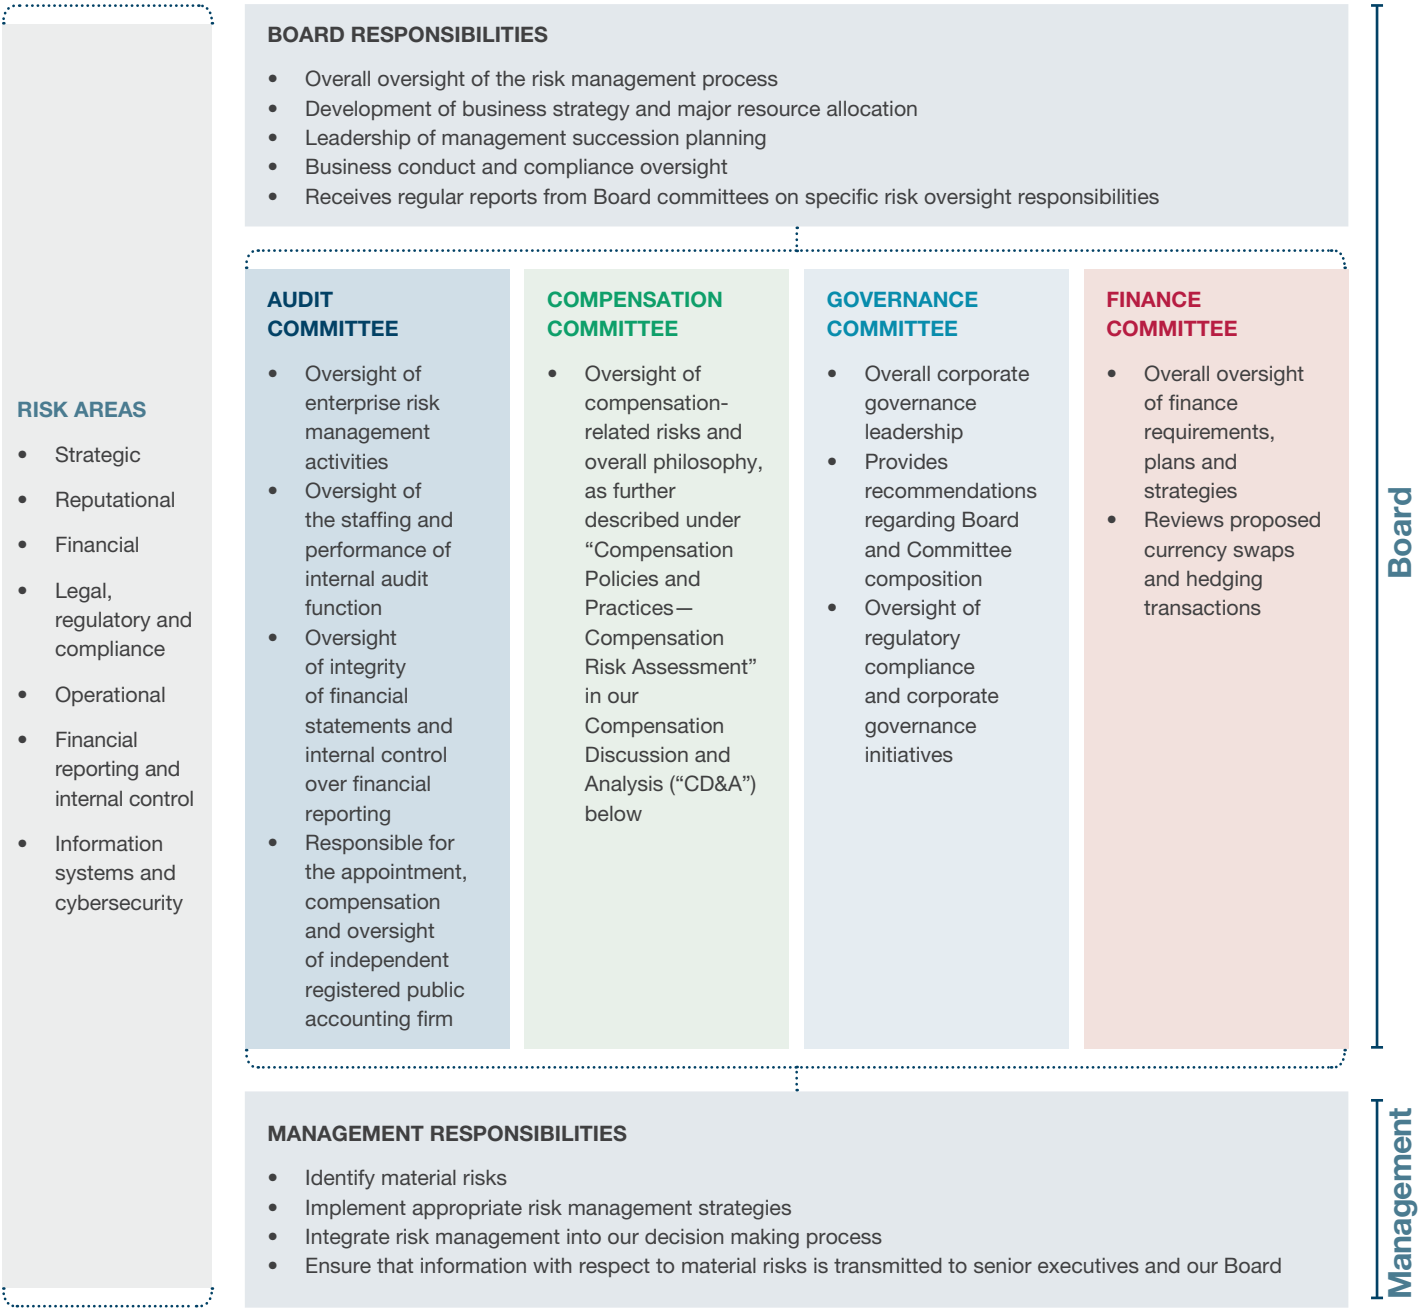 BOARD RESPONSIBILITIES
• Overall oversight of the risk management process
• Development of business strategy and major resource allocation
• Leadership of management succession planning
• Business conduct and compliance oversight
• Receives regular reports from Board committees on specific risk oversight responsibilities
RISK AREAS
• Strategic
• Reputational
• Financial
• Legal,
regulatory and
compliance
• Operational
• Financial
reporting and
internal control
• Information
systems and
cybersecurity
AUDIT
COMMITTEE
• Oversight of
enterprise risk
management
activities
• Oversight of
the staffing and
performance of
internal audit
function
• Oversight
of integrity
of financial
statements and
internal control
over financial
reporting
• Responsible for
the appointment,
compensation
and oversight
of independent
registered public
accounting firm
COMPENSATION
COMMITTEE
• Oversight of
compensation-
related risks and
overall philosophy,
as further
described under
“Compensation
Policies and
Practices—
Compensation
Risk Assessment”
in our
Compensation
Discussion and
Analysis (“CD&A”)
below
GOVERNANCE
COMMITTEE
• Overall corporate
governance
leadership
• Provides
recommendations
regarding Board
and Committee
composition
• Oversight of
regulatory
compliance
and corporate
governance
initiatives
FINANCE
COMMITTEE
• Overall oversight
of finance
requirements,
plans and
strategies
• Reviews proposed
currency swaps
and hedging
transactions
Board
MANAGEMENT RESPONSIBILITIES
• Identify material risks
• Implement appropriate risk management strategies
• Integrate risk management into our decision making process
• Ensure that information with respect to material risks is transmitted to senior executives and our Board
Management